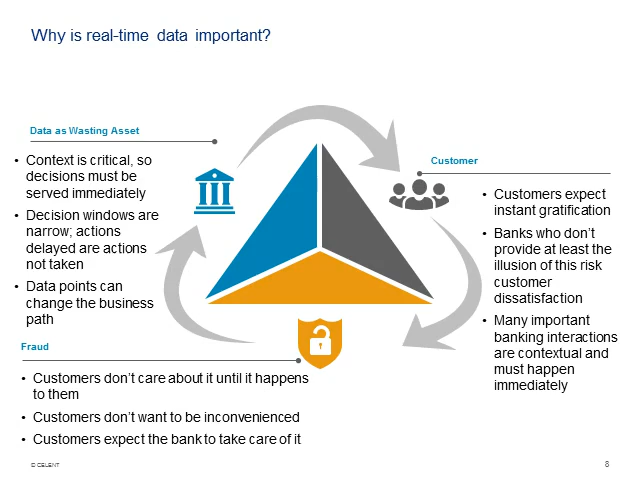 Why is real-time data important?
Data as Wasting Asset
• Context is critical, so
decisions must be
served immediately
• Decision windows are
narrow; actions
delayed are actions
not taken
• Data points can
change the business
path
Customer
• Customers expect
instant gratification
• Banks who don’t
provide at least the
illusion of this risk
customer
dissatisfaction
• Many important
banking interactions
are contextual and
must happen
immediately
Fraud
• Customers don’t care about it until it happens
to them
• Customers don’t want to be inconvenienced
• Customers expect the bank to take care of it
© CELENT
8